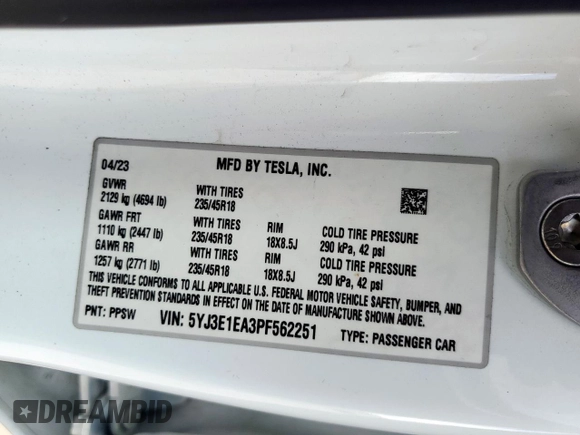 04/23 MFD BY TESLA, INC.
GVWR WITH TIRES
2129 kg (4694 lb) 235/45R18
GAWR FRT WITH TIRES RIM COLD TIRE PRESSURE
1110 kg (2447 lb) 235/45R18 18X8.5J 290 kPa, 42 psi
GAWR RR WITH TIRES RIM COLD TIRE PRESSURE
1257 kg (2771 lb) 235/45R18 18X8.5J 290 kPa, 42 psi
THIS VEHICLE CONFORMS TO ALL APPLICABLE U.S. FEDERAL MOTOR VEHICLE SAFETY, BUMPER, AND
THEFT PREVENTION STANDARDS IN EFFECT ON THE DATE OF MANUFACTURE SHOWN ABOVE.
PNT: PPSW VIN: 5YJ3E1EA3PF562251 TYPE: PASSENGER CAR
DREAMBID